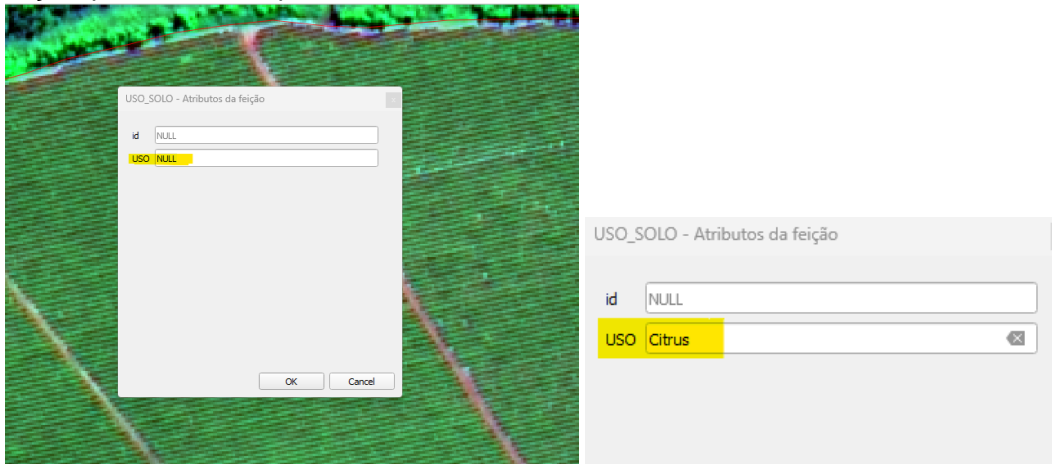 USO_SOLO - Atributos da feição
id NULL
USO NULL
OK Cancel
USO_SOLO - Atributos da feição
id NULL
USO Citrus